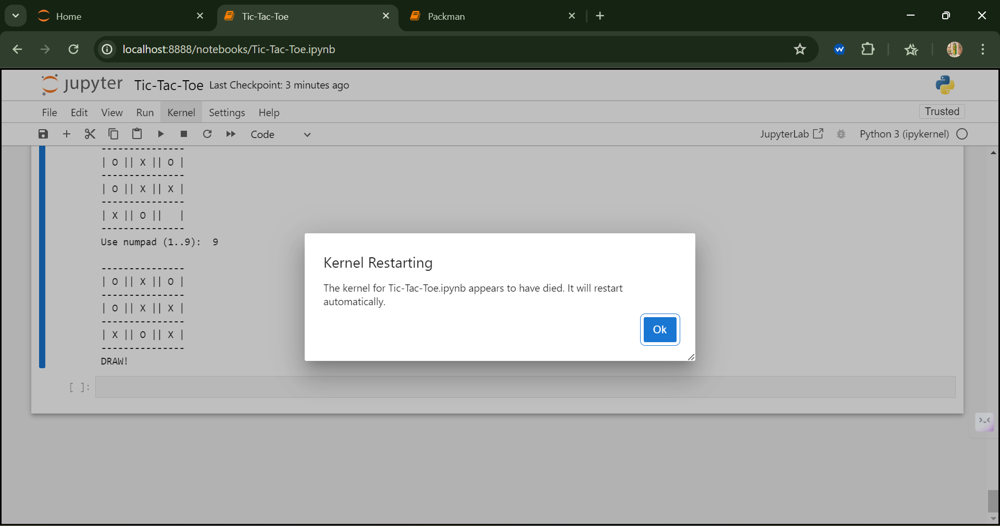 Home
Tic-Tac-Toe
Packman
localhost:8888/notebooks/Tic-Tac-Toe.ipynb
jupyter Tic-Tac-Toe Last Checkpoint: 3 minutes ago
File Edit View Run Kernel Settings Help
Trusted
Code
JupyterLab
Python 3 (ipykernel)
---------------
| O || X || O |
---------------
| O || X || X |
---------------
| X || O ||   |
---------------
Use numpad (1..9): 9
---------------
| O || X || O |
---------------
| O || X || X |
---------------
| X || O || X |
---------------
DRAW!
[ ]:
Kernel Restarting
The kernel for Tic-Tac-Toe.ipynb appears to have died. It will restart
automatically.
Ok